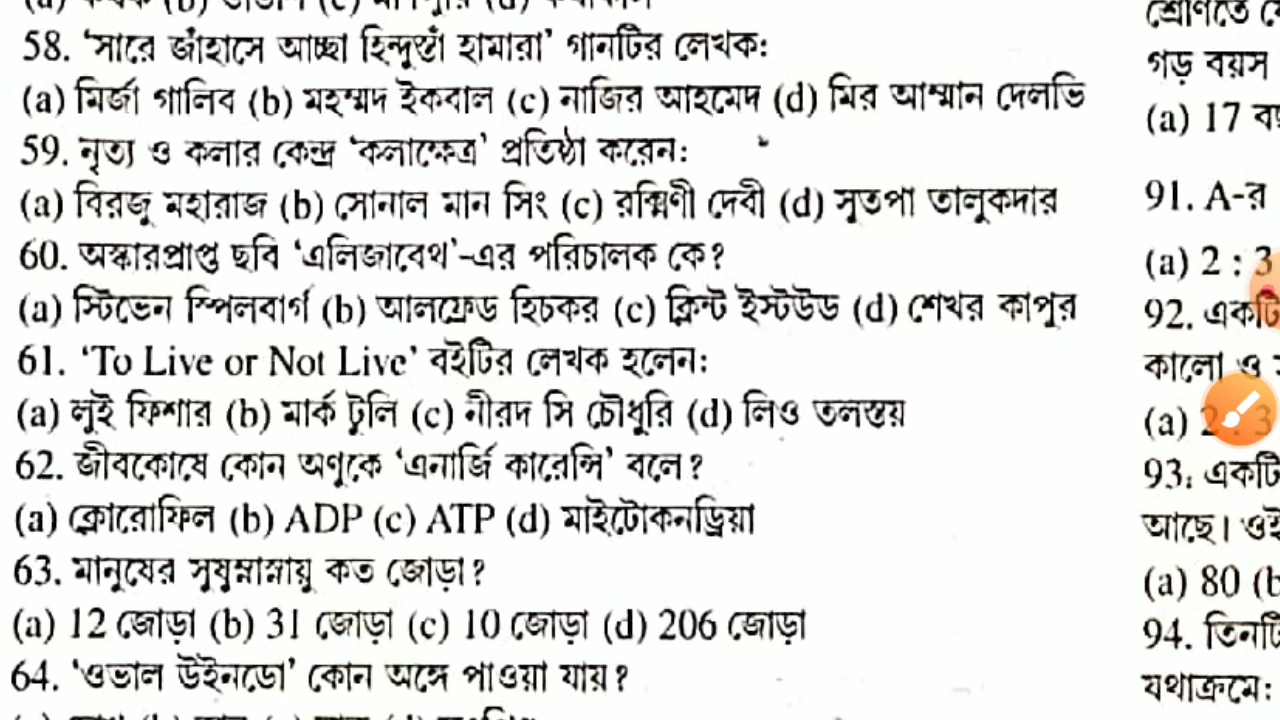 58. ‘সারে জাঁহাসে আচ্ছা হিন্দুস্তাঁ হামারা’ গানটির লেখক:
(a) মির্জা গালিব (b) মহম্মদ ইকবাল (c) নাজির আহমেদ (d) মির আম্মান দেলভি
59. নৃত্য ও কলার কেন্দ্র ‘কলাক্ষেত্র’ প্রতিষ্ঠা করেন:
(a) বিরজু মহারাজ (b) সোনাল মান সিং (c) রুক্মিণী দেবী (d) সুতপা তালুকদার
60. অস্কারপ্রাপ্ত ছবি ‘এলিজাবেথ’-এর পরিচালক কে?
(a) স্টিভেন স্পিলবার্গ (b) আলফ্রেড হিচকর (c) ক্লিন্ট ইস্টউড (d) শেখর কাপুর
61. ‘To Live or Not Live’ বইটির লেখক হলেন:
(a) লুই ফিশার (b) মার্ক টুলি (c) নীরদ সি চৌধুরি (d) লিও তলস্তয়
62. জীবকোষে কোন অণুকে ‘এনার্জি কারেন্সি’ বলে?
(a) ক্লোরোফিল (b) ADP (c) ATP (d) মাইটোকনড্রিয়া
63. মানুষের সুষুম্নাস্নায়ু কত জোড়া?
(a) 12 জোড়া (b) 31 জোড়া (c) 10 জোড়া (d) 206 জোড়া
64. ‘ওভাল উইনডো’ কোন অঙ্গে পাওয়া যায়?
গড় বয়স
(a) 17
91. A-র
(a) 2 : 3
92. একটি
কালো ও
(a) 2 : 3
93. একটি
আছে। ওই
(a) 80
94. তিনটি
যথাক্রমে: